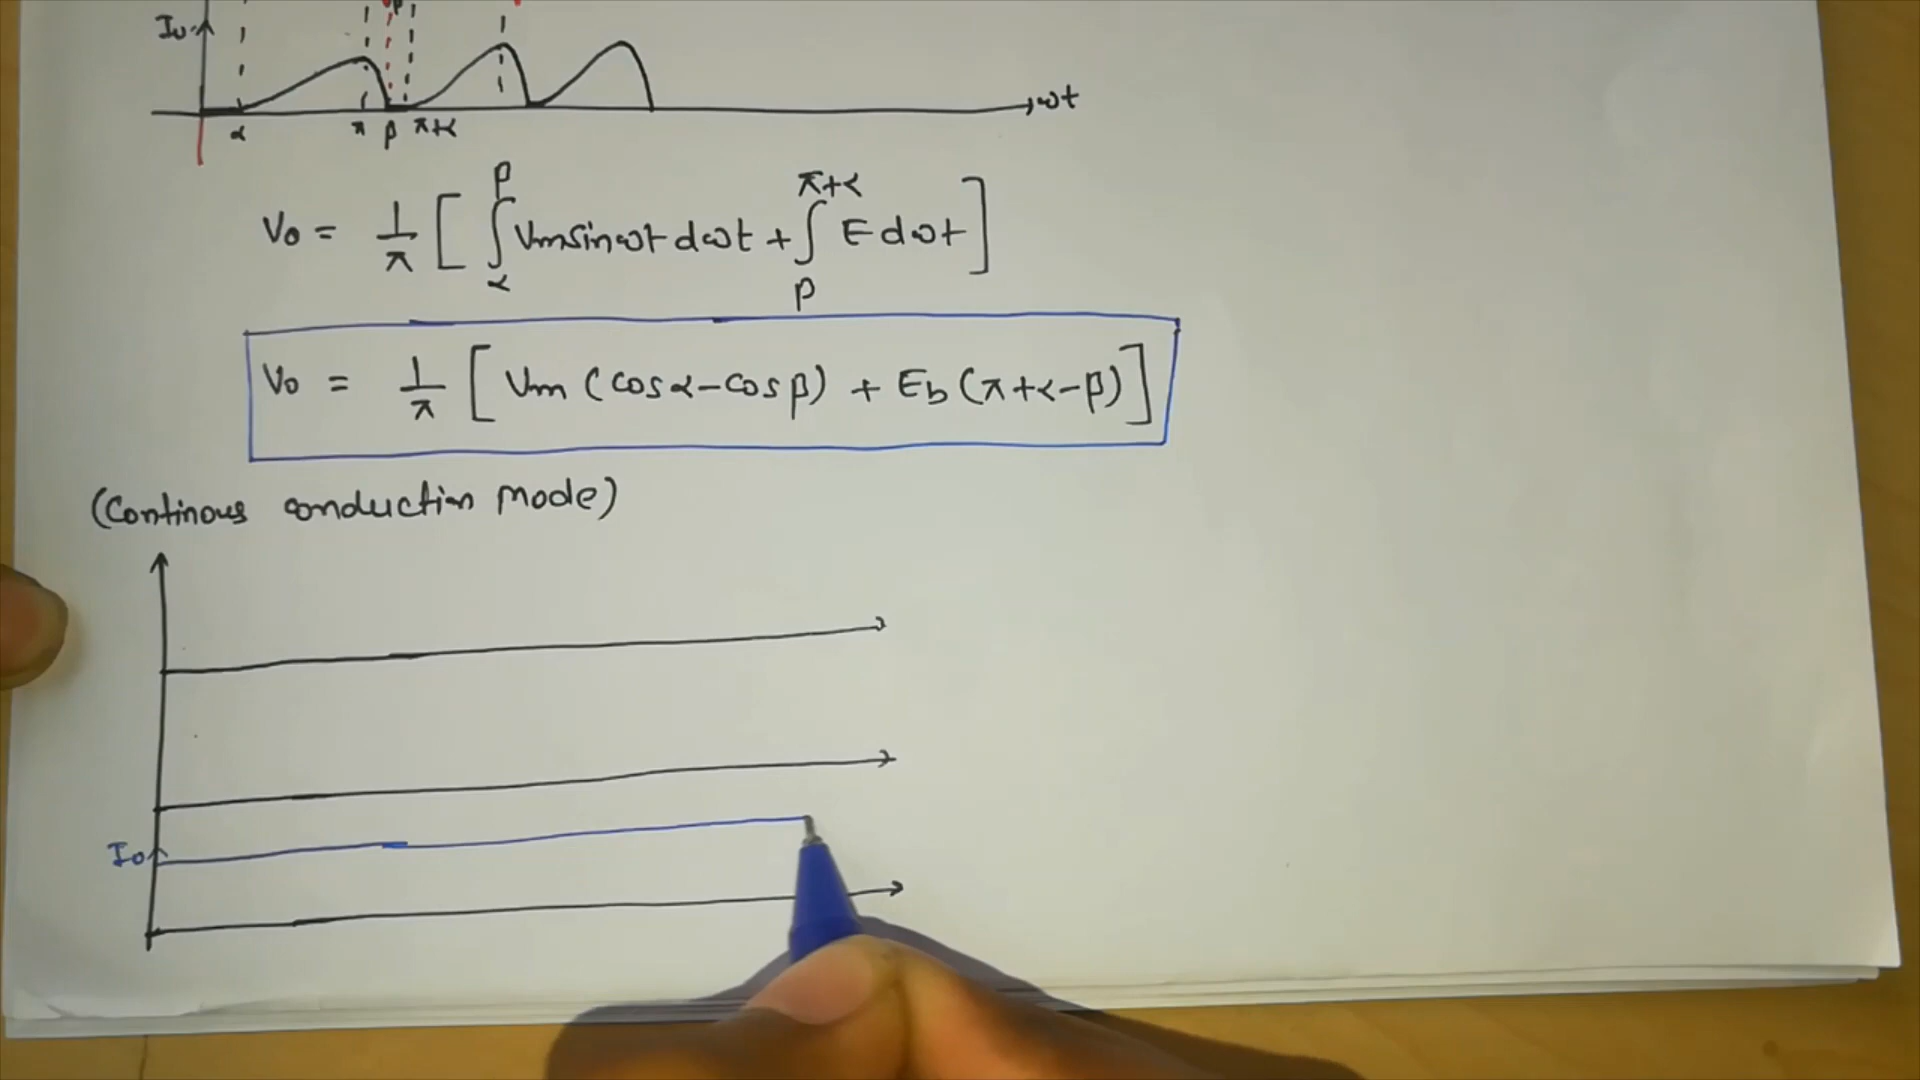 Io
ωt
α π β π+α
Vo = 1/π [ ∫_α^β Vm sin ωt dωt + ∫_β^{π+α} E dωt ]
Vo = 1/π [ Vm (cos α - cos β) + Eb (π+α-β) ]
(Continous conduction mode)
Io